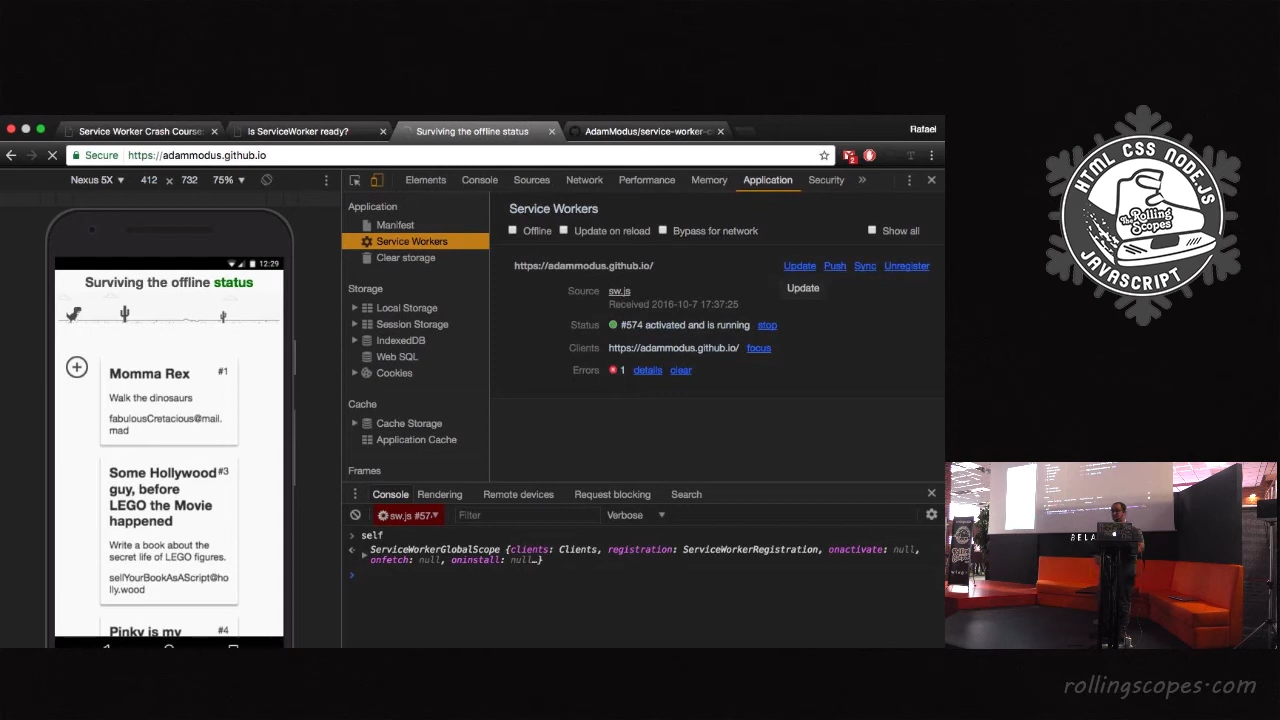 Service Worker Crash Course:
Is ServiceWorker ready?
Surviving the offline status
AdamModus/service-worker-c
Rafael
Secure https://adammodus.github.io
2
Nexus 5X 412 × 732 75%
Elements Console Sources Network Performance Memory Application Security »
Application
Manifest
Service Workers
Clear storage
Storage
Local Storage
Session Storage
IndexedDB
Web SQL
Cookies
Cache
Cache Storage
Application Cache
Frames
Service Workers
Offline Update on reload Bypass for network Show all
https://adammodus.github.io/ Update Push Sync Unregister
Update
Source sw.js
Received 2016-10-7 17:37:25
Status #574 activated and is running stop
Clients https://adammodus.github.io/ focus
Errors 1 details clear
12:29
Surviving the offline status
Momma Rex #1
Walk the dinosaurs
fabulousCretacious@mail.
mad
Some Hollywood #3
guy, before
LEGO the Movie
happened
Write a book about the
secret life of LEGO figures.
sellYourBookAsAScript@ho
lly.wood
Pinky is my #4
Console Rendering Remote devices Request blocking Search
sw.js #57 Filter Verbose
self
ServiceWorkerGlobalScope {clients: Clients, registration: ServiceWorkerRegistration, onactivate: null,
onfetch: null, oninstall: null…}
HTML CSS NODE.JS
The Rolling
Scopes
JAVASCRIPT
BELA
rollingscopes.com